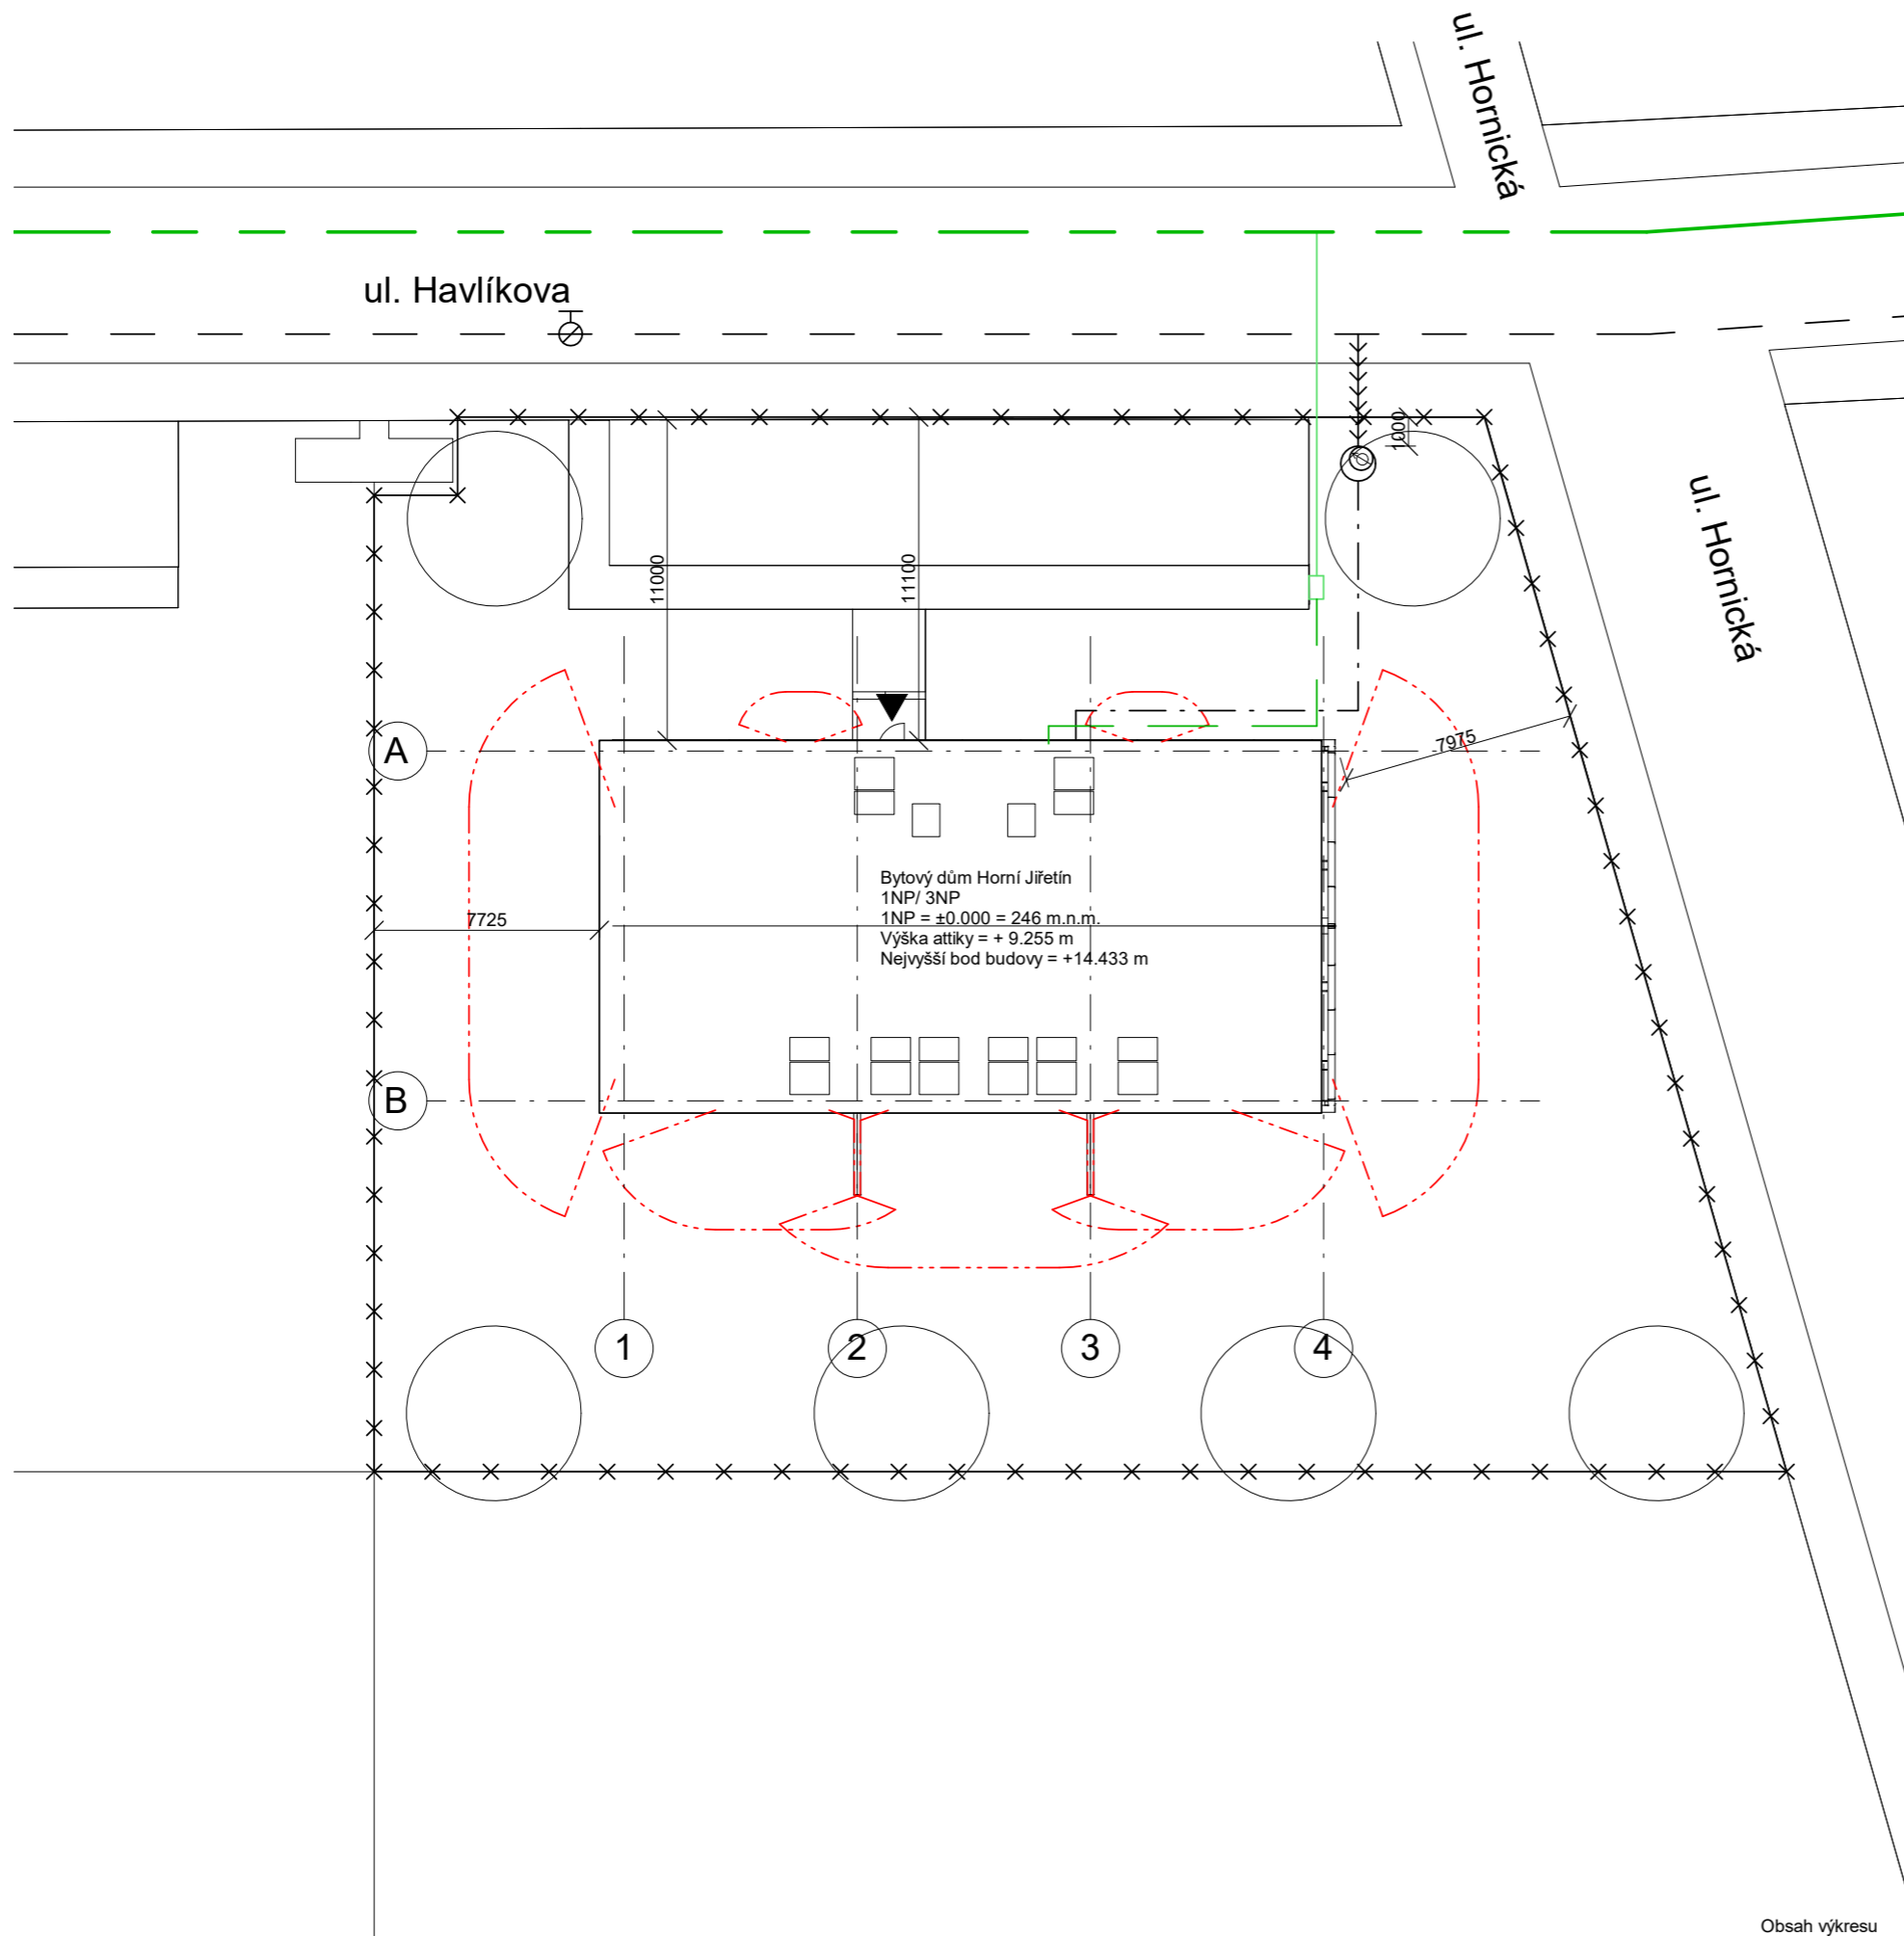 ul. Hornická
ul. Havlíkova
1000
ul. Hornická
11000
11100
A
7975
Bytový dům Horní Jiřetín
1NP/ 3NP
1NP = ±0.000 = 246 m.n.m.
Výška attiky = + 9.255 m
Nejvyšší bod budovy = +14.433 m
7725
B
1
2
3
4
Obsah výkresu